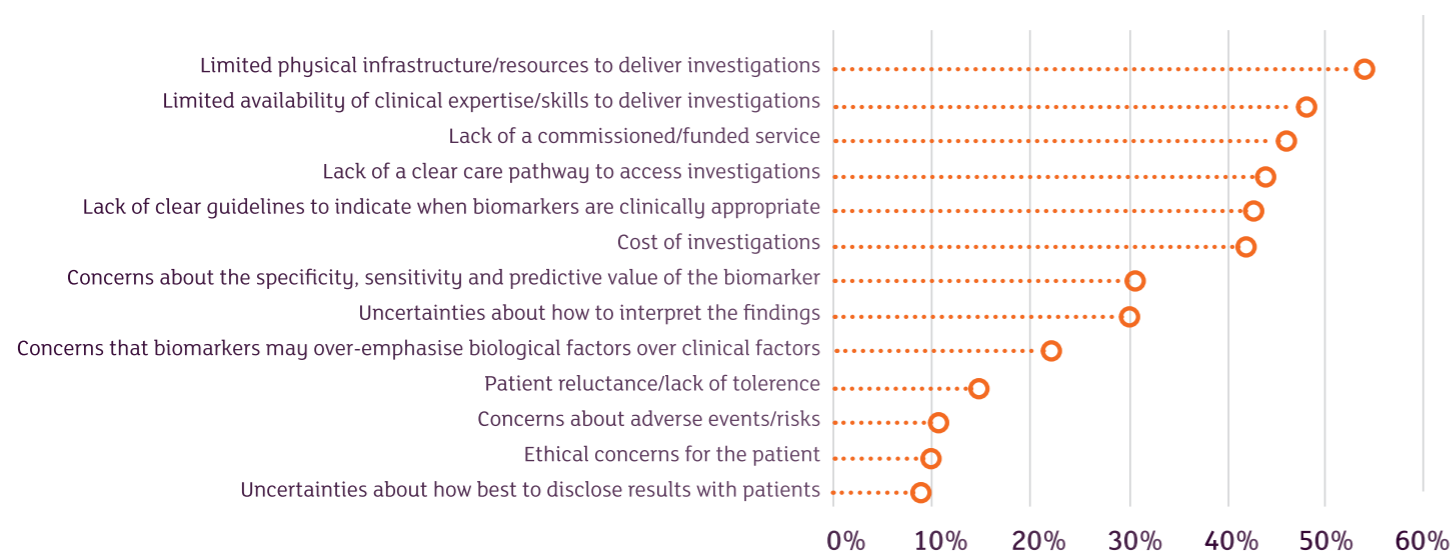 Limited physical infrastructure/resources to deliver investigations
Limited availability of clinical expertise/skills to deliver investigations
Lack of a commissioned/funded service
Lack of a clear care pathway to access investigations
Lack of clear guidelines to indicate when biomarkers are clinically appropriate
Cost of investigations
Concerns about the specificity, sensitivity and predictive value of the biomarker
Uncertainties about how to interpret the findings
Concerns that biomarkers may over-emphasise biological factors over clinical factors
Patient reluctance/lack of tolerence
Concerns about adverse events/risks
Ethical concerns for the patient
Uncertainties about how best to disclose results with patients
0% 10% 20% 30% 40% 50% 60%